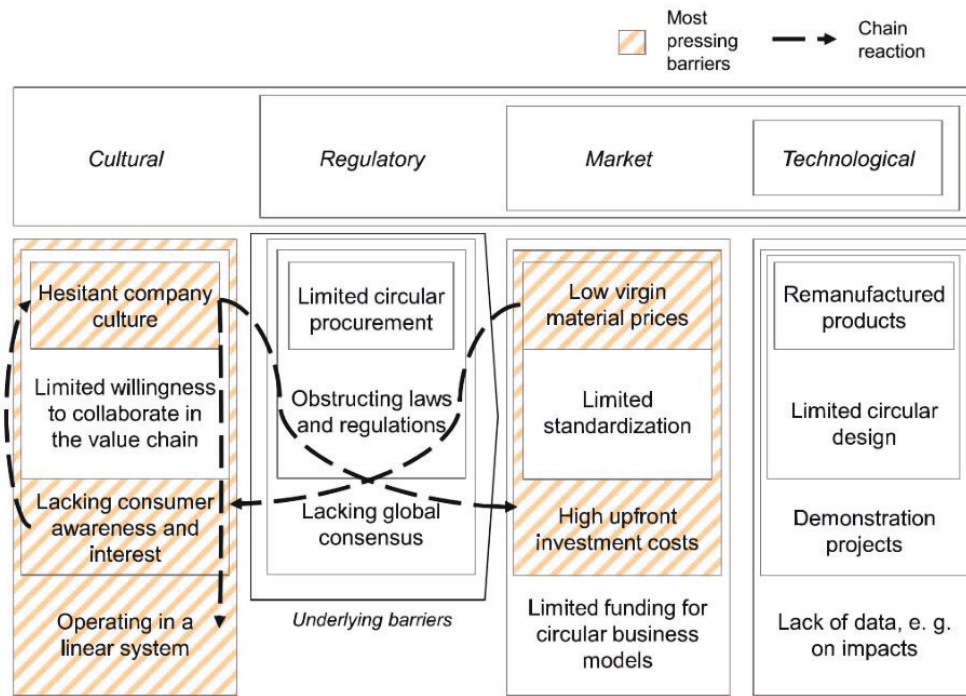 Most
pressing
barriers
Chain
reaction
Cultural
Regulatory
Market
Technological
Hesitant company
culture
Limited willingness
to collaborate in
the value chain
Lacking consumer
awareness and
interest
Operating in a
linear system
Limited circular
procurement
Obstructing laws
and regulations
Lacking global
consensus
Underlying barriers
Low virgin
material prices
Limited
standardization
High upfront
investment costs
Limited funding for
circular business
models
Remanufactured
products
Limited circular
design
Demonstration
projects
Lack of data, e. g.
on impacts